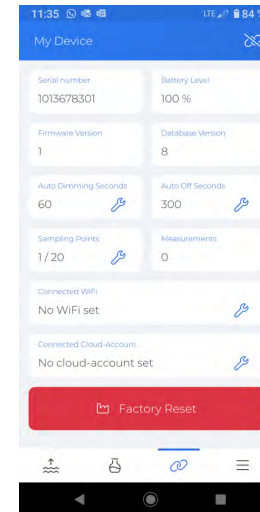 11:35 LTE 84%
My Device
Serial number
1013678301
Battery Level
100 %
Firmware Version
1
Database Version
8
Auto Dimming Seconds
60
Auto Off Seconds
300
Sampling Points
1 / 20
Measurements
0
Connected WiFi
No WiFi set
Connected Cloud-Account
No cloud-account set
Factory Reset